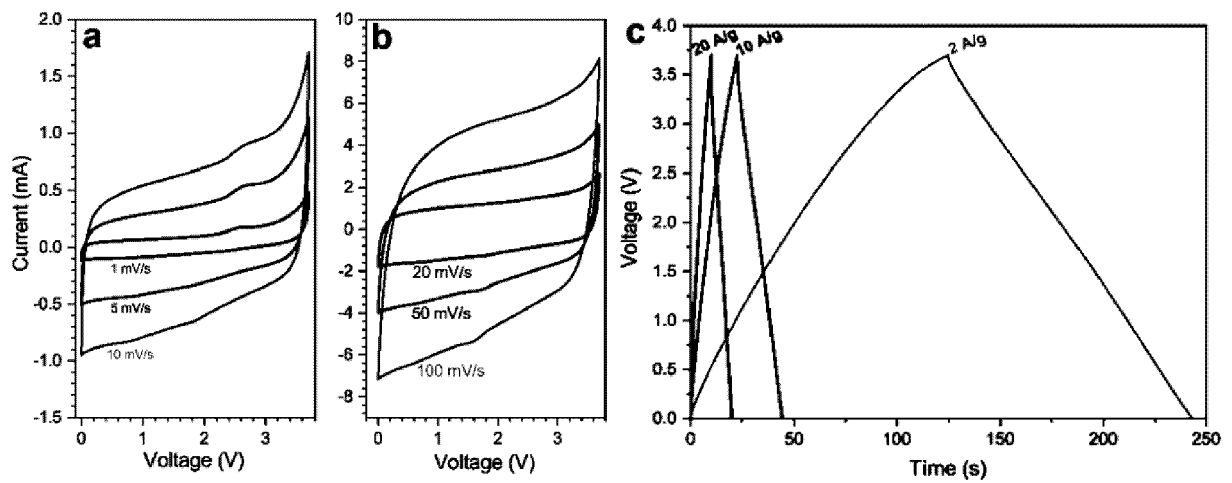 a
2.0
1.5
1.0
0.5
0.0
-0.5
-1.0
-1.5
Current (mA)
1 mV/s
5 mV/s
10 mV/s
0 1 2 3
Voltage (V)
b
10
8
6
4
2
0
-2
-4
-6
-8
20 mV/s
50 mV/s
100 mV/s
0 1 2 3
Voltage (V)
c
4.0
3.5
3.0
2.5
2.0
1.5
1.0
0.5
0.0
Voltage (V)
20 A/g
10 A/g
2 A/g
0 50 100 150 200 250
Time (s)